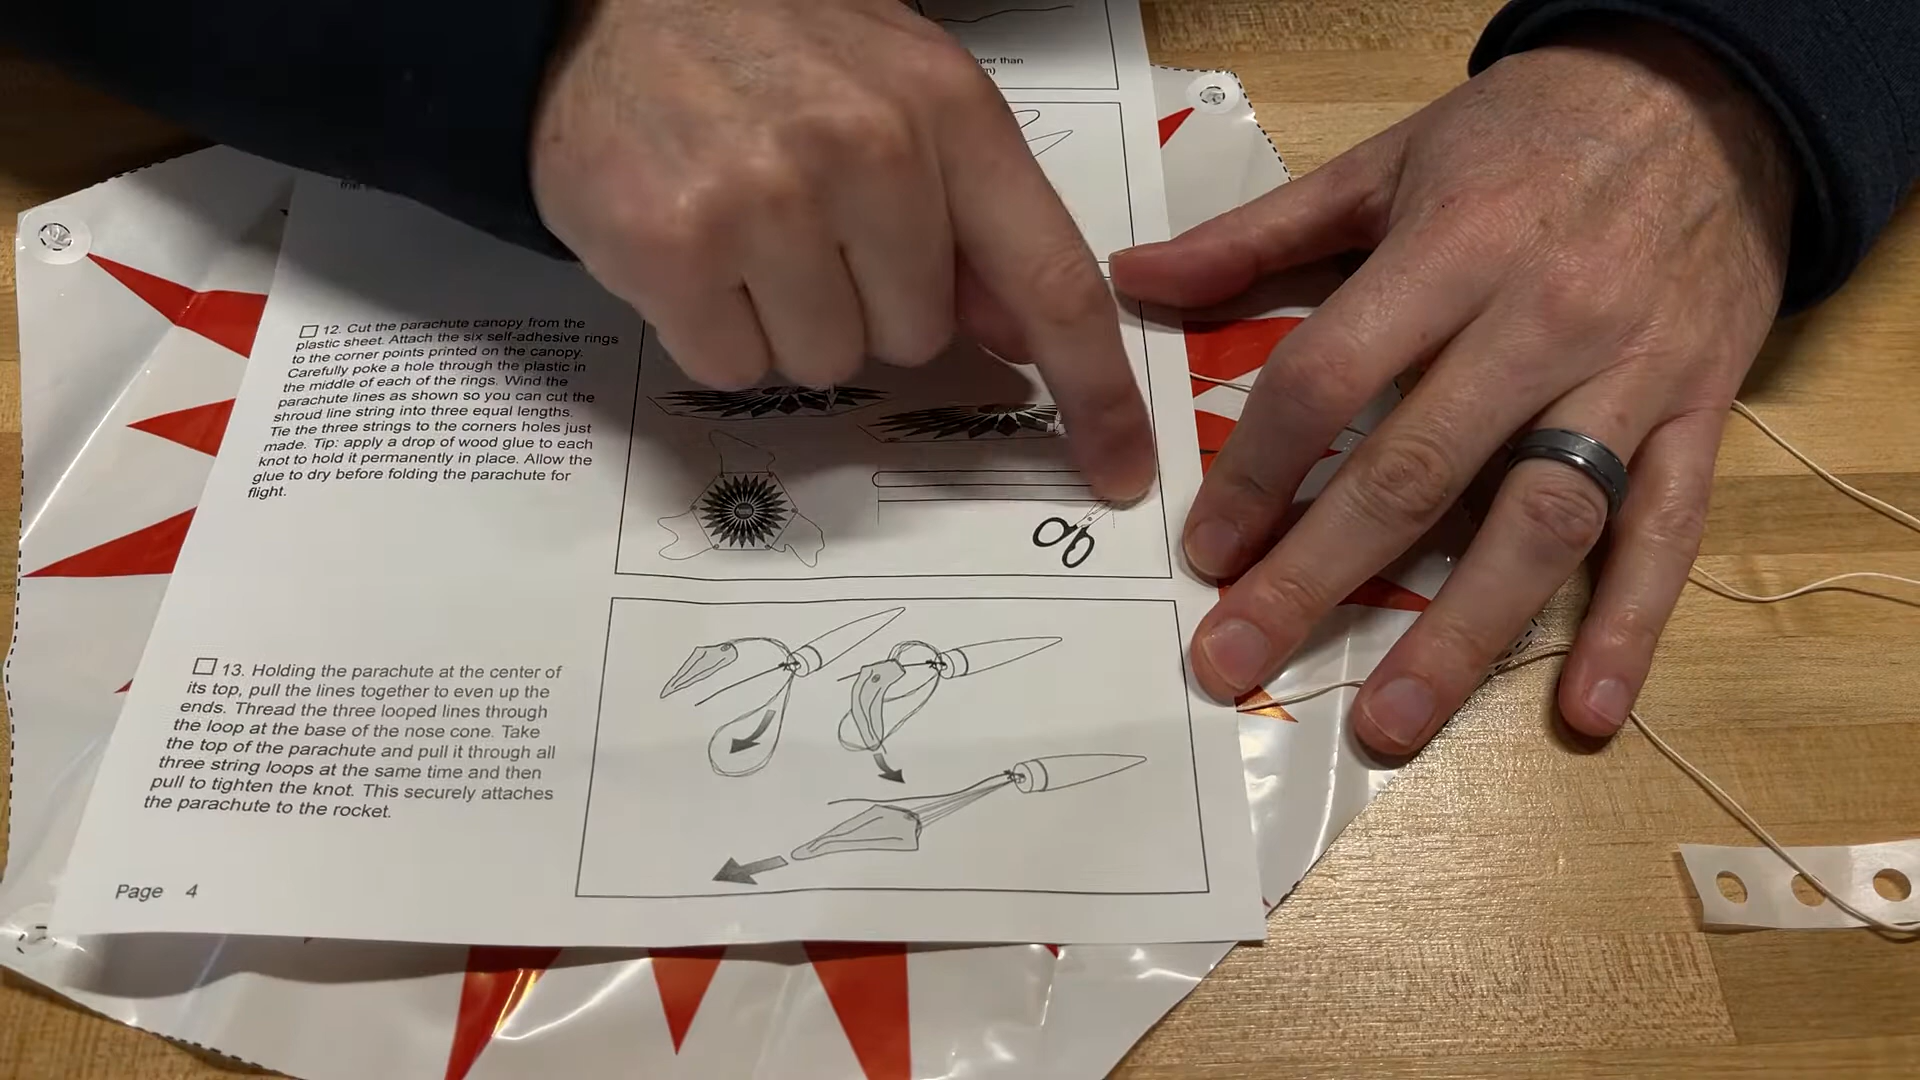 per than
m)
12. Cut the parachute canopy from the
plastic sheet. Attach the six self-adhesive rings
to the corner points printed on the canopy.
Carefully poke a hole through the plastic in
the middle of each of the rings. Wind the
parachute lines as shown so you can cut the
shroud line string into three equal lengths.
Tie the three strings to the corners holes just
made. Tip: apply a drop of wood glue to each
knot to hold it permanently in place. Allow the
glue to dry before folding the parachute for
flight.
13. Holding the parachute at the center of
its top, pull the lines together to even up the
ends. Thread the three looped lines through
the loop at the base of the nose cone. Take
the top of the parachute and pull it through all
three string loops at the same time and then
pull to tighten the knot. This securely attaches
the parachute to the rocket.
Page 4